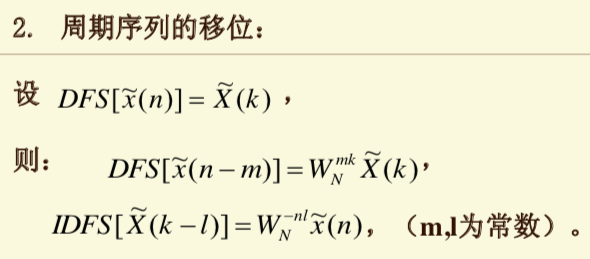 2. 周期序列的移位：
设 DFS[x̃(n)] = X̃(k)，
则： DFS[x̃(n－m)] = W_N^{mk} X̃(k)，
IDFS[X̃(k－l)] = W_N^{-nl} x̃(n)，（m,l为常数）。